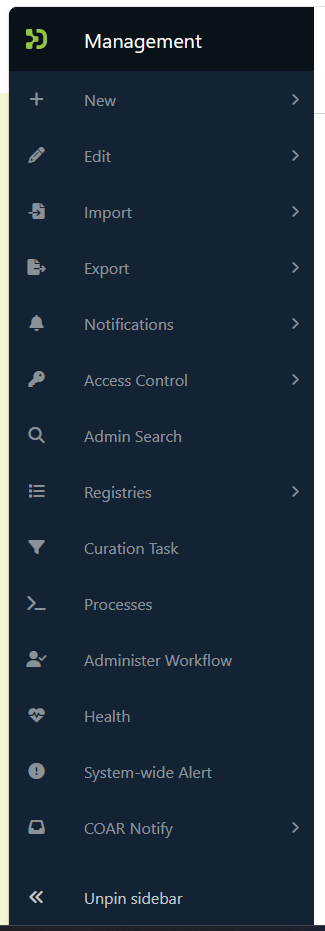 Management
New
Edit
Import
Export
Notifications
Access Control
Admin Search
Registries
Curation Task
Processes
Administer Workflow
Health
System-wide Alert
COAR Notify
Unpin sidebar